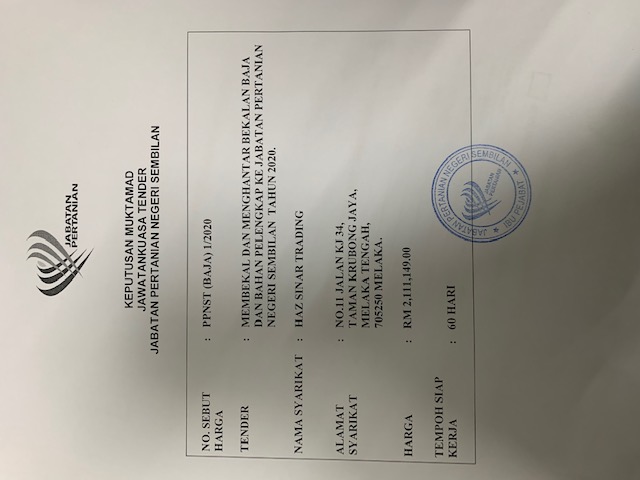 JABATAN
PERTANIAN
KEPUTUSAN MUKTAMAD
JAWATANKUASA TENDER
JABATAN PERTANIAN NEGERI SEMBILAN
NO. SEBUT HARGA : PPNST (BAJA) 1/2020
TENDER : MEMBEKAL DAN MENGHANTAR BEKALAN BAJA
DAN BAHAN PELENGKAP KE JABATAN PERTANIAN
NEGERI SEMBILAN TAHUN 2020.
NAMA SYARIKAT : HAZ SINAR TRADING
ALAMAT SYARIKAT : NO.11 JALAN KJ 34,
TAMAN KRUBONG JAYA,
MELAKA TENGAH,
705250 MELAKA.
HARGA : RM 2,111,149.00
TEMPOH SIAP
KERJA : 60 HARI
JABATAN PERTANIAN NEGERI SEMBILAN
JABATAN
PERTANIAN
★ IBU PEJABAT ★